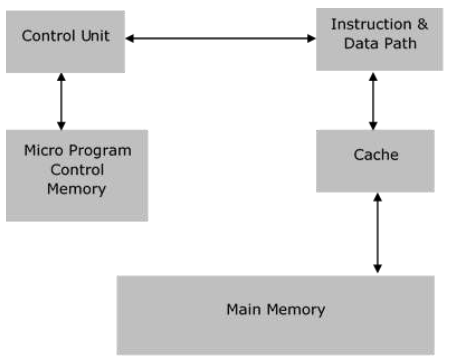 Control Unit
Instruction &
Data Path
Micro Program
Control
Memory
Cache
Main Memory